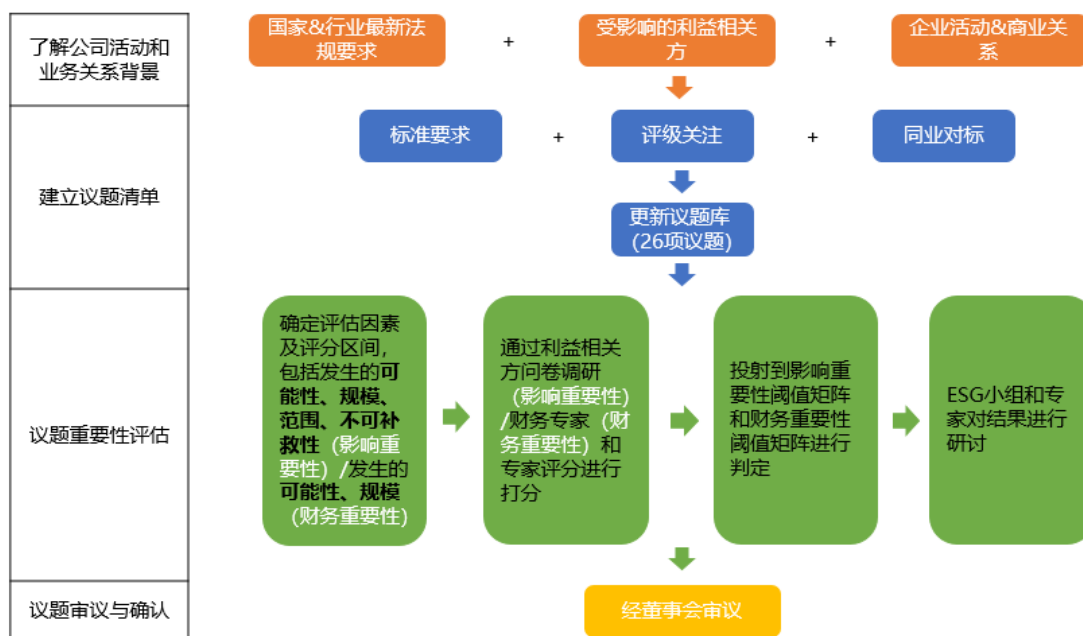 了解公司活动和
业务关系背景
国家&行业最新法
规要求
+
受影响的利益相关
方
+
企业活动&商业关
系
建立议题清单
标准要求
+
评级关注
+
同业对标
更新议题库
(26项议题)
议题重要性评估
确定评估因素
及评分区间,
包括发生的可
能性、规模、
范围、不可补
救性（影响重
要性）/发生的
可能性、规模
（财务重要性）
通过利益相关
方问卷调研
（影响重要性）
/财务专家（财
务重要性）和
专家评分进行
打分
投射到影响重
要性阈值矩阵
和财务重要性
阈值矩阵进行
判定
ESG小组和专
家对结果进行
研讨
议题审议与确认
经董事会审议